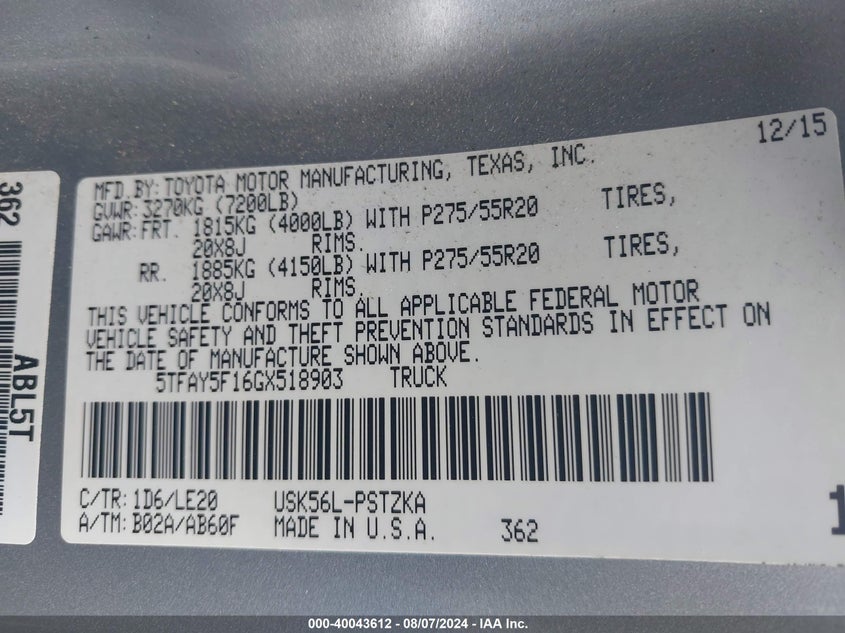 12/15
MFD.BY:TOYOTA MOTOR MANUFACTURING, TEXAS, INC.
GVWR:3270KG (7200LB)
GAWR:FRT. 1815KG (4000LB) WITH P275/55R20 TIRES,
20X8J RIMS.
RR. 1885KG (4150LB) WITH P275/55R20 TIRES,
20X8J RIMS.
THIS VEHICLE CONFORMS TO ALL APPLICABLE FEDERAL MOTOR
VEHICLE SAFETY AND THEFT PREVENTION STANDARDS IN EFFECT ON
THE DATE OF MANUFACTURE SHOWN ABOVE.
5TFAY5F16GX518903 TRUCK
C/TR:1D6/LE20 USK56L-PSTZKA
A/TM:B02A/AB60F MADE IN U.S.A. 362
1
362
ABL5T
000-40043612 - 08/07/2024 - IAA Inc.